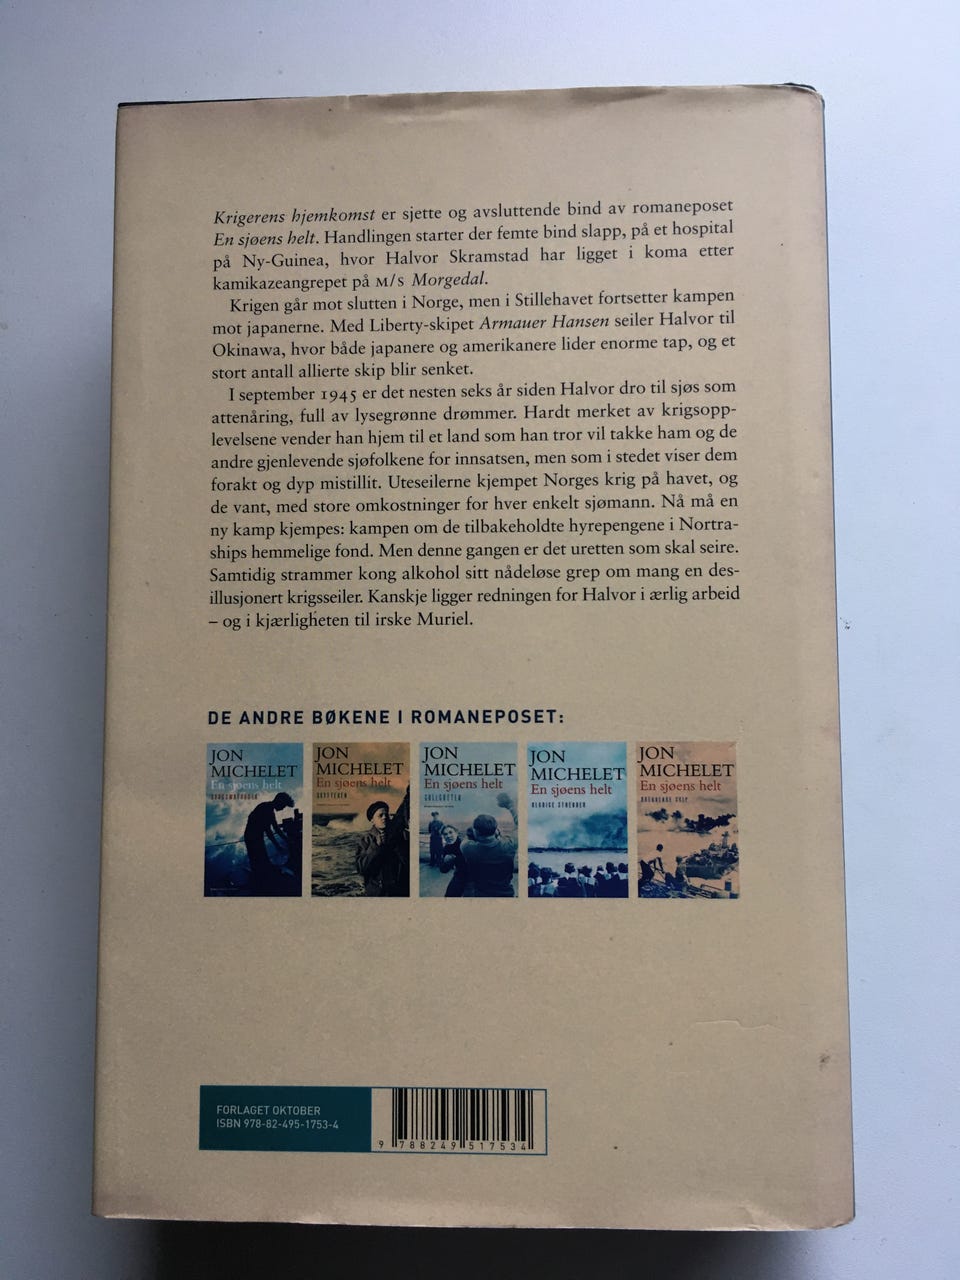 Krigerens hjemkomst er sjette og avsluttende bind av romaneposet
En sjøens helt. Handlingen starter der femte bind slapp, på et hospital
på Ny-Guinea, hvor Halvor Skramstad har ligget i koma etter
kamikazeangrepet på M/S Morgedal.
Krigen går mot slutten i Norge, men i Stillehavet fortsetter kampen
mot japanerne. Med Liberty-skipet Armauer Hansen seiler Halvor til
Okinawa, hvor både japanere og amerikanere lider enorme tap, og et
stort antall allierte skip blir senket.
I september 1945 er det nesten seks år siden Halvor dro til sjøs som
attenåring, full av lysegrønne drømmer. Hardt merket av krigsopp-
levelsene vender han hjem til et land som han tror vil takke ham og de
andre gjenlevende sjøfolkene for innsatsen, men som i stedet viser dem
forakt og dyp mistillit. Uteseilerne kjempet Norges krig på havet, og
de vant, med store omkostninger for hver enkelt sjømann. Nå må en
ny kamp kjempes: kampen om de tilbakeholdte hyrepengene i Nortra-
ships hemmelige fond. Men denne gangen er det uretten som skal seire.
Samtidig strammer kong alkohol sitt nådeløse grep om mang en des-
illusjonert krigsseiler. Kanskje ligger redningen for Halvor i ærlig arbeid
– og i kjærligheten til irske Muriel.
DE ANDRE BØKENE I ROMANEPOSET:
JON
MICHELET
En sjøens helt
SKOGSMATROSEN
JON
MICHELET
En sjøens helt
SKYTTEREN
JON
MICHELET
En sjøens helt
GULLGUTTEN
JON
MICHELET
En sjøens helt
BLODIGE STRENDER
JON
MICHELET
En sjøens helt
BRENNENDE SKIP
FORLAGET OKTOBER
ISBN 978-82-495-1753-4
9 788249 517534